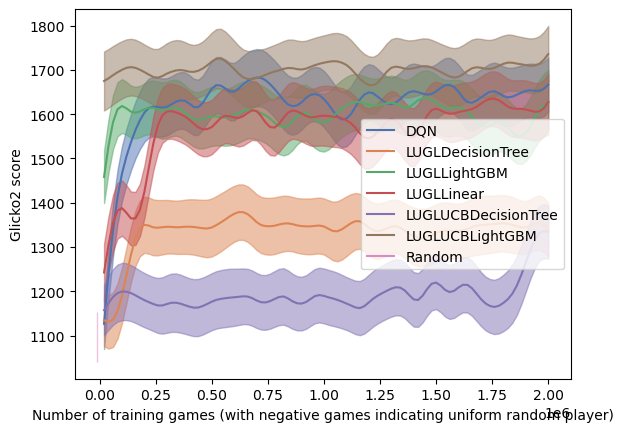 1800
1700
1600
1500
1400
1300
1200
1100
Glicko2 score
DQN
LUGLDecisionTree
LUGLLightGBM
LUGLLinear
LUGLUCBDecisionTree
LUGLUCBLightGBM
Random
0.00 0.25 0.50 0.75 1.00 1.25 1.50 1.75 2.00
1e6
Number of training games (with negative games indicating uniform random player)